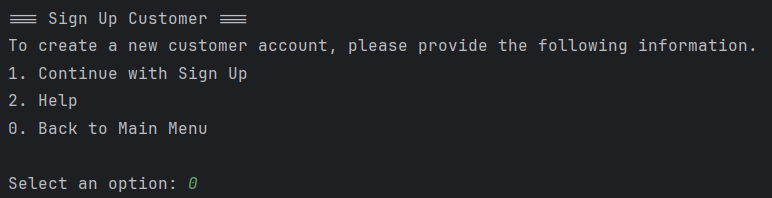 === Sign Up Customer ===
To create a new customer account, please provide the following information.
1. Continue with Sign Up
2. Help
0. Back to Main Menu
Select an option: 0